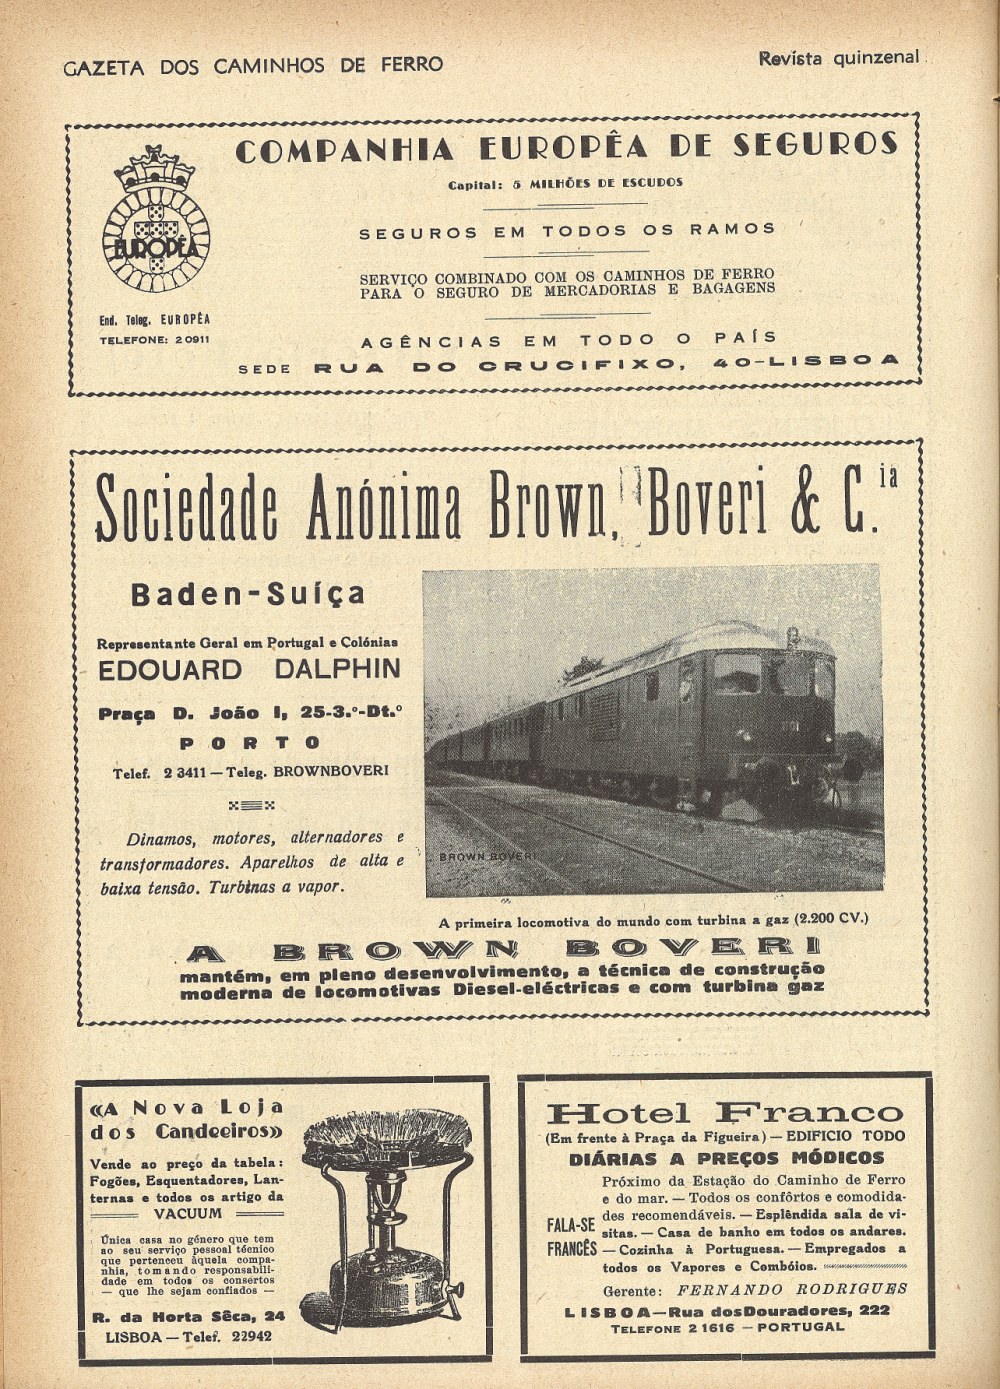 GAZETA DOS CAMINHOS DE FERRO
Revista quinzenal
COMPANHIA EUROPÊA DE SEGUROS
Capital: 5 MILHÕES DE ESCUDOS
SEGUROS EM TODOS OS RAMOS
SERVIÇO COMBINADO COM OS CAMINHOS DE FERRO
PARA O SEGURO DE MERCADORIAS E BAGAGENS
AGÊNCIAS EM TODO O PAÍS
SEDE RUA DO CRUCIFIXO, 40-LISBOA
EUROPÊA
End. Teleg. EUROPÊA
TELEFONE: 2 0911
Sociedade Anónima Brown, Boveri & C.ia
Baden-Suíça
Representante Geral em Portugal e Colónias
EDOUARD DALPHIN
Praça D. João I, 25-3.º-Dt.º
PORTO
Telef. 2 3411 — Teleg. BROWNBOVERI
Dinamos, motores, alternadores e
transformadores. Aparelhos de alta e
baixa tensão. Turbinas a vapor.
BROWN BOVERI
A primeira locomotiva do mundo com turbina a gaz (2.200 CV.)
A BROWN BOVERI
mantém, em pleno desenvolvimento, a técnica de construção
moderna de locomotivas Diesel-eléctricas e com turbina gaz
«A Nova Loja
dos Candeeiros»
Vende ao preço da tabela:
Fogões, Esquentadores, Lan-
ternas e todos os artigo da
VACUUM
Única casa no género que tem
ao seu serviço pessoal técnico
que pertenceu àquela compa-
nhia, tomando responsabili-
dade em todos os consertos
— que lhe sejam confiados —
R. da Horta Sêca, 24
LISBOA — Telef. 22942
Hotel Franco
(Em frente à Praça da Figueira) — EDIFICIO TODO
DIÁRIAS A PREÇOS MÓDICOS
FALA-SE
FRANCÊS
Próximo da Estação do Caminho de Ferro
e do mar. — Todos os confôrtos e comodida-
des recomendáveis. — Esplêndida sala de vi-
sitas. — Casa de banho em todos os andares.
— Cozinha à Portuguesa. — Empregados a
todos os Vapores e Combóios.
Gerente: FERNANDO RODRIGUES
LISBOA—Rua dosDouradores, 222
TELEFONE 2 1616 — PORTUGAL